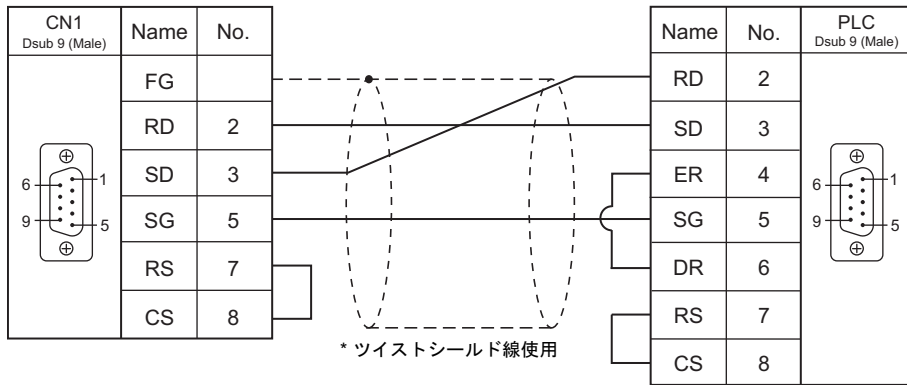 CN1
Dsub 9 (Male)
Name No.
FG
RD 2
SD 3
SG 5
RS 7
CS 8
6 1
9 5
* ツイストシールド線使用
Name No.
PLC
Dsub 9 (Male)
RD 2
SD 3
ER 4
SG 5
DR 6
RS 7
CS 8
6 1
9 5